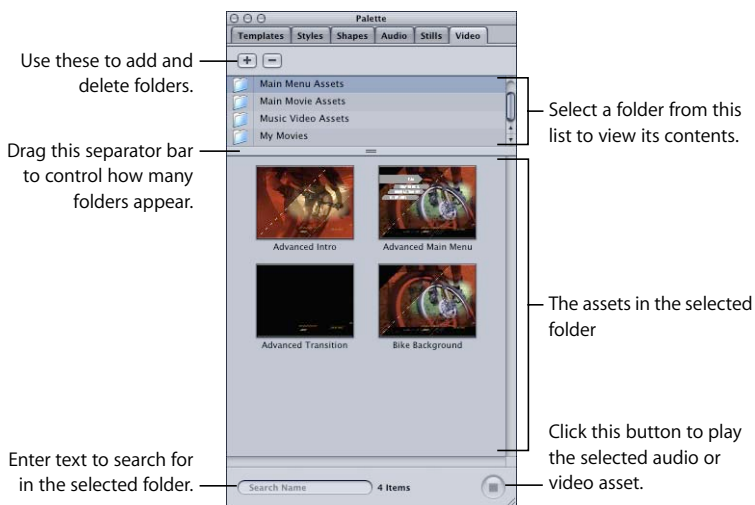 Palette
Templates Styles Shapes Audio Stills Video
Use these to add and
delete folders.
Main Menu Assets
Main Movie Assets
Music Video Assets
My Movies
Select a folder from this
list to view its contents.
Drag this separator bar
to control how many
folders appear.
Advanced Intro
Advanced Main Menu
Advanced Transition
Bike Background
The assets in the selected
folder
Enter text to search for
in the selected folder.
Search Name
4 Items
Click this button to play
the selected audio or
video asset.